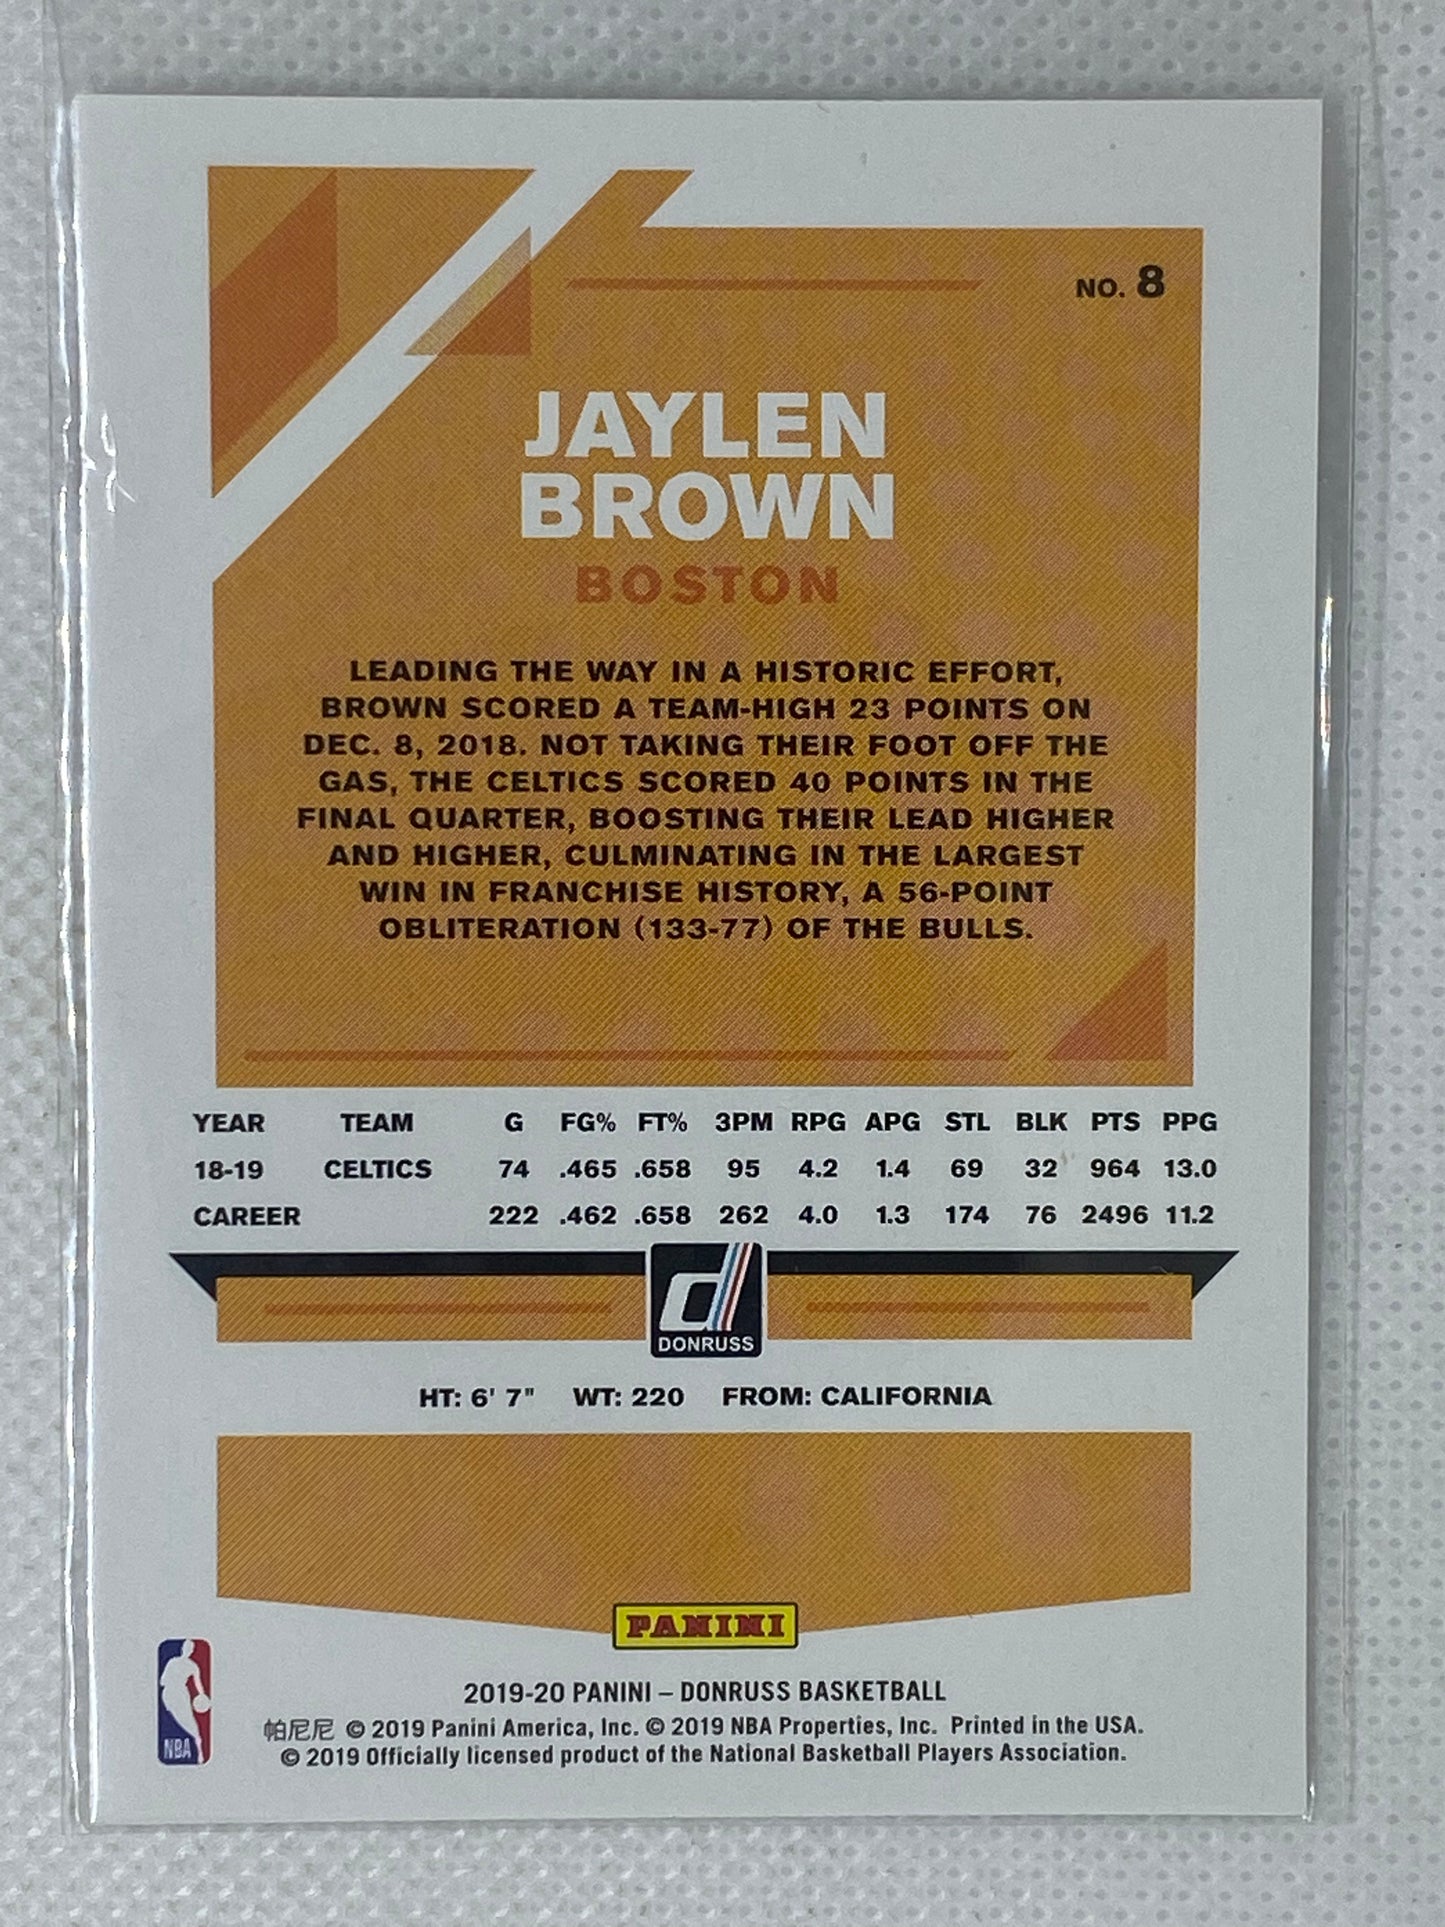 NO. 8
JAYLEN
BROWN
BOSTON
LEADING THE WAY IN A HISTORIC EFFORT,
BROWN SCORED A TEAM-HIGH 23 POINTS ON
DEC. 8, 2018. NOT TAKING THEIR FOOT OFF THE
GAS, THE CELTICS SCORED 40 POINTS IN THE
FINAL QUARTER, BOOSTING THEIR LEAD HIGHER
AND HIGHER, CULMINATING IN THE LARGEST
WIN IN FRANCHISE HISTORY, A 56-POINT
OBLITERATION (133-77) OF THE BULLS.
YEAR TEAM G FG% FT% 3PM RPG APG STL BLK PTS PPG
18-19 CELTICS 74 .465 .658 95 4.2 1.4 69 32 964 13.0
CAREER 222 .462 .658 262 4.0 1.3 174 76 2496 11.2
d
DONRUSS
HT: 6' 7" WT: 220 FROM: CALIFORNIA
PANINI
2019-20 PANINI – DONRUSS BASKETBALL
帕尼尼 © 2019 Panini America, Inc. © 2019 NBA Properties, Inc. Printed in the USA.
© 2019 Officially licensed product of the National Basketball Players Association.
NBA